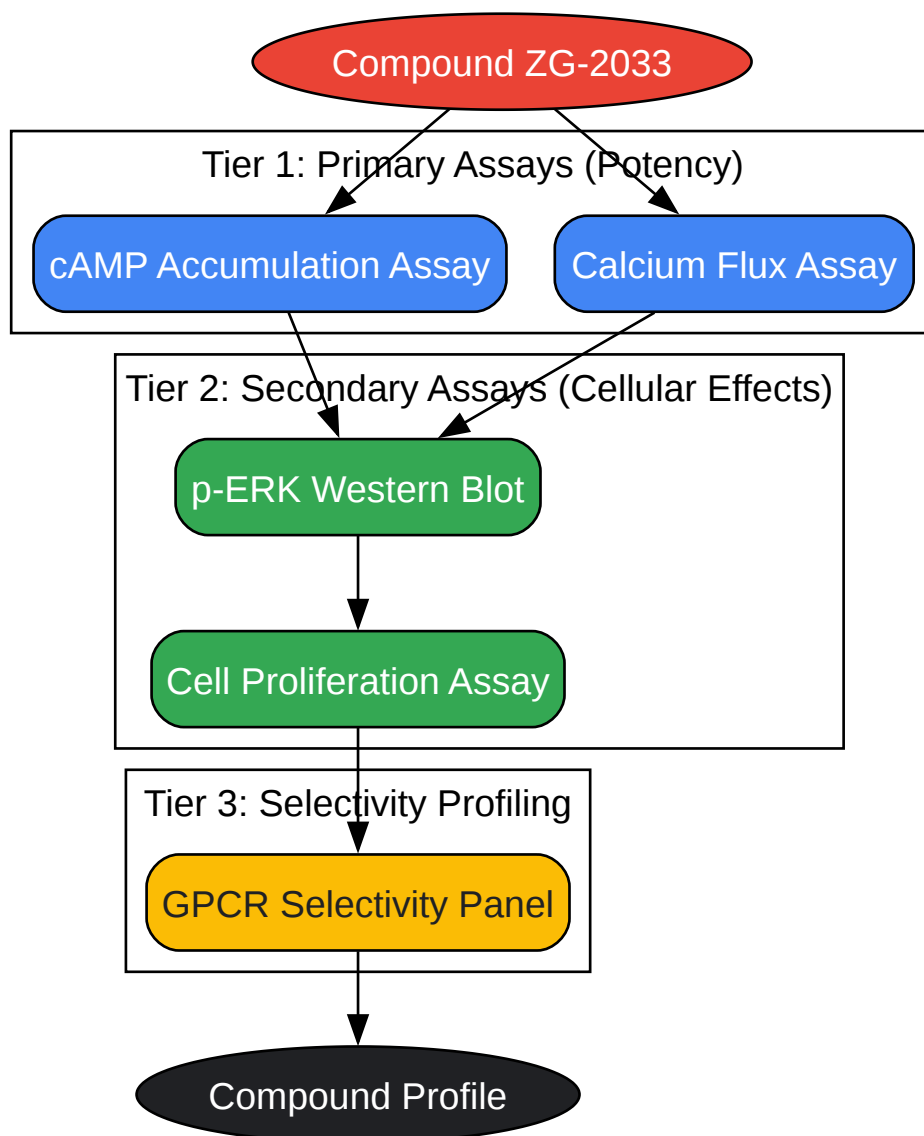 Compound ZG-2033
Tier 1: Primary Assays (Potency)
cAMP Accumulation Assay
Calcium Flux Assay
Tier 2: Secondary Assays (Cellular Effects)
p-ERK Western Blot
Cell Proliferation Assay
Tier 3: Selectivity Profiling
GPCR Selectivity Panel
Compound Profile